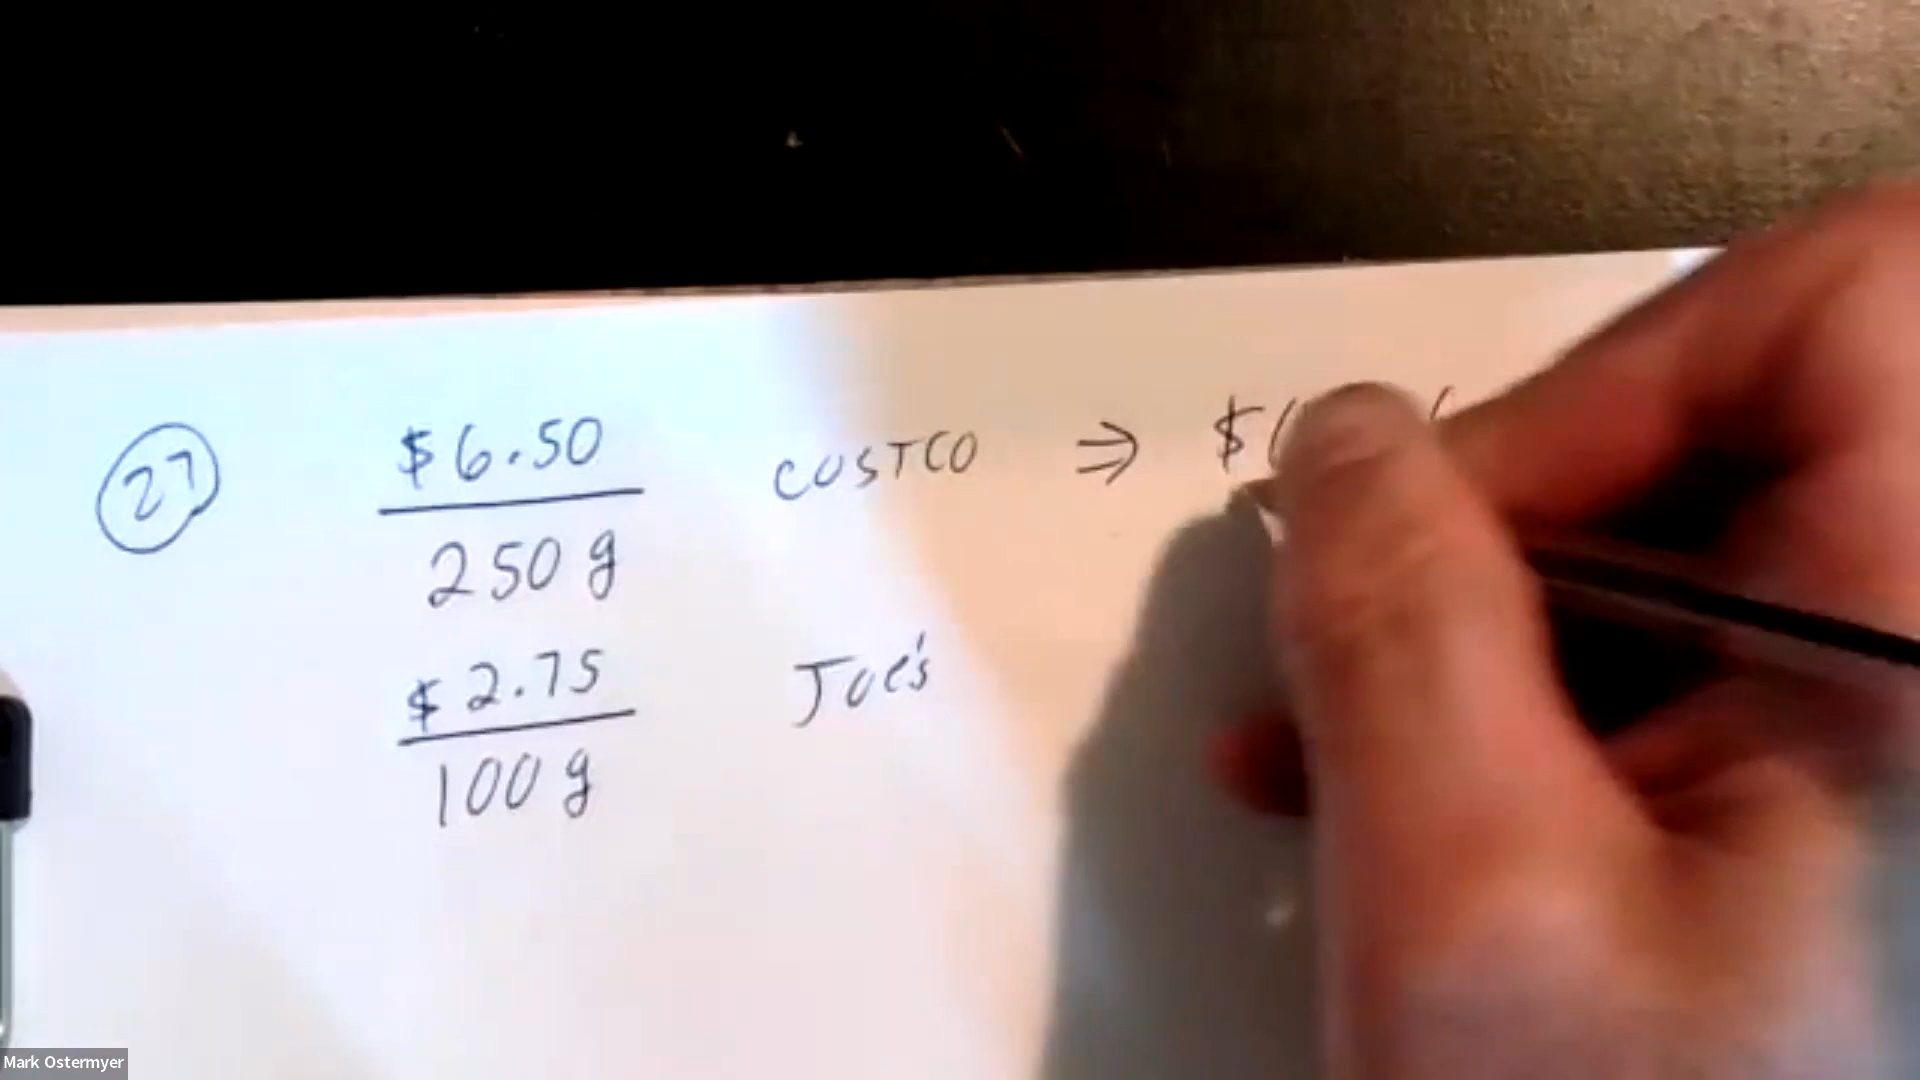 27
$6.50 COSTCO ⇒ $
250 g
$2.75 Joe's
100 g
Mark Ostermyer